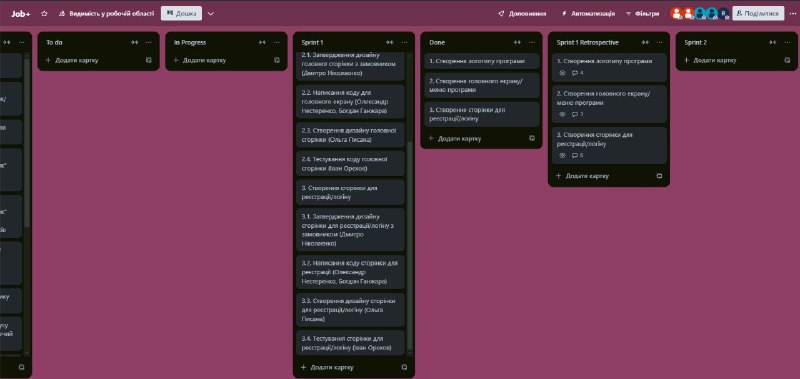 Job+
Видимість у робочій області
Дошка
Доповнення
Автоматизація
Фільтри
Поділитися
To do
Додати картку
In Progress
Додати картку
Sprint 1
2.1. Затвердження дизайну
головної сторінки з замовником
(Дмитро Ніколаєнко)
2.2. Написання коду для
головного екрану (Олександр
Нестеренко, Богдан Ганжара)
2.3. Створення дизайну головної
сторінки (Ольга Писана)
2.4. Тестування коду головної
сторінки (Іван Орехов)
3. Створення сторінки для
реєстрації/логіну
3.1. Затвердження дизайну
сторінки для реєстрації/логіну з
замовником (Дмитро
Ніколаєнко)
3.2. Написання коду сторінки для
реєстрації (Олександр
Нестеренко, Богдан Ганжара)
3.3. Створення дизайну сторінки
для реєстрації/логіну (Ольга
Писана)
3.4. Тестування сторінки для
реєстрації/логіну (Іван Орехов)
Додати картку
Done
1. Створення логотипу програми
2. Створення головного екрану/
меню програми
3. Створення сторінки для
реєстрації/логіну
Додати картку
Sprint 1 Retrospective
1. Створення логотипу програми
4
2. Створення головного екрану/
меню програми
3. Створення сторінки для
реєстрації/логіну
6
Додати картку
Sprint 2
Додати картку